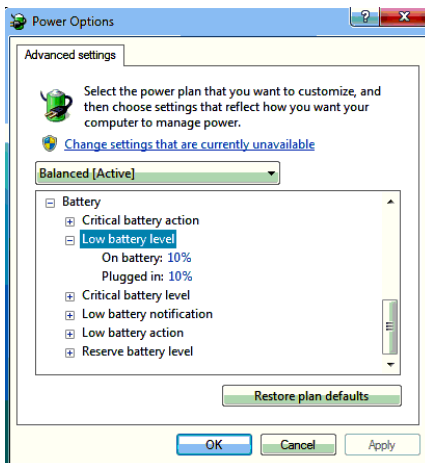 Power Options
Advanced settings
Select the power plan that you want to customize, and
then choose settings that reflect how you want your
computer to manage power.
Change settings that are currently unavailable
Balanced [Active]
Battery
Critical battery action
Low battery level
On battery: 10%
Plugged in: 10%
Critical battery level
Low battery notification
Low battery action
Reserve battery level
Restore plan defaults
OK Cancel Apply